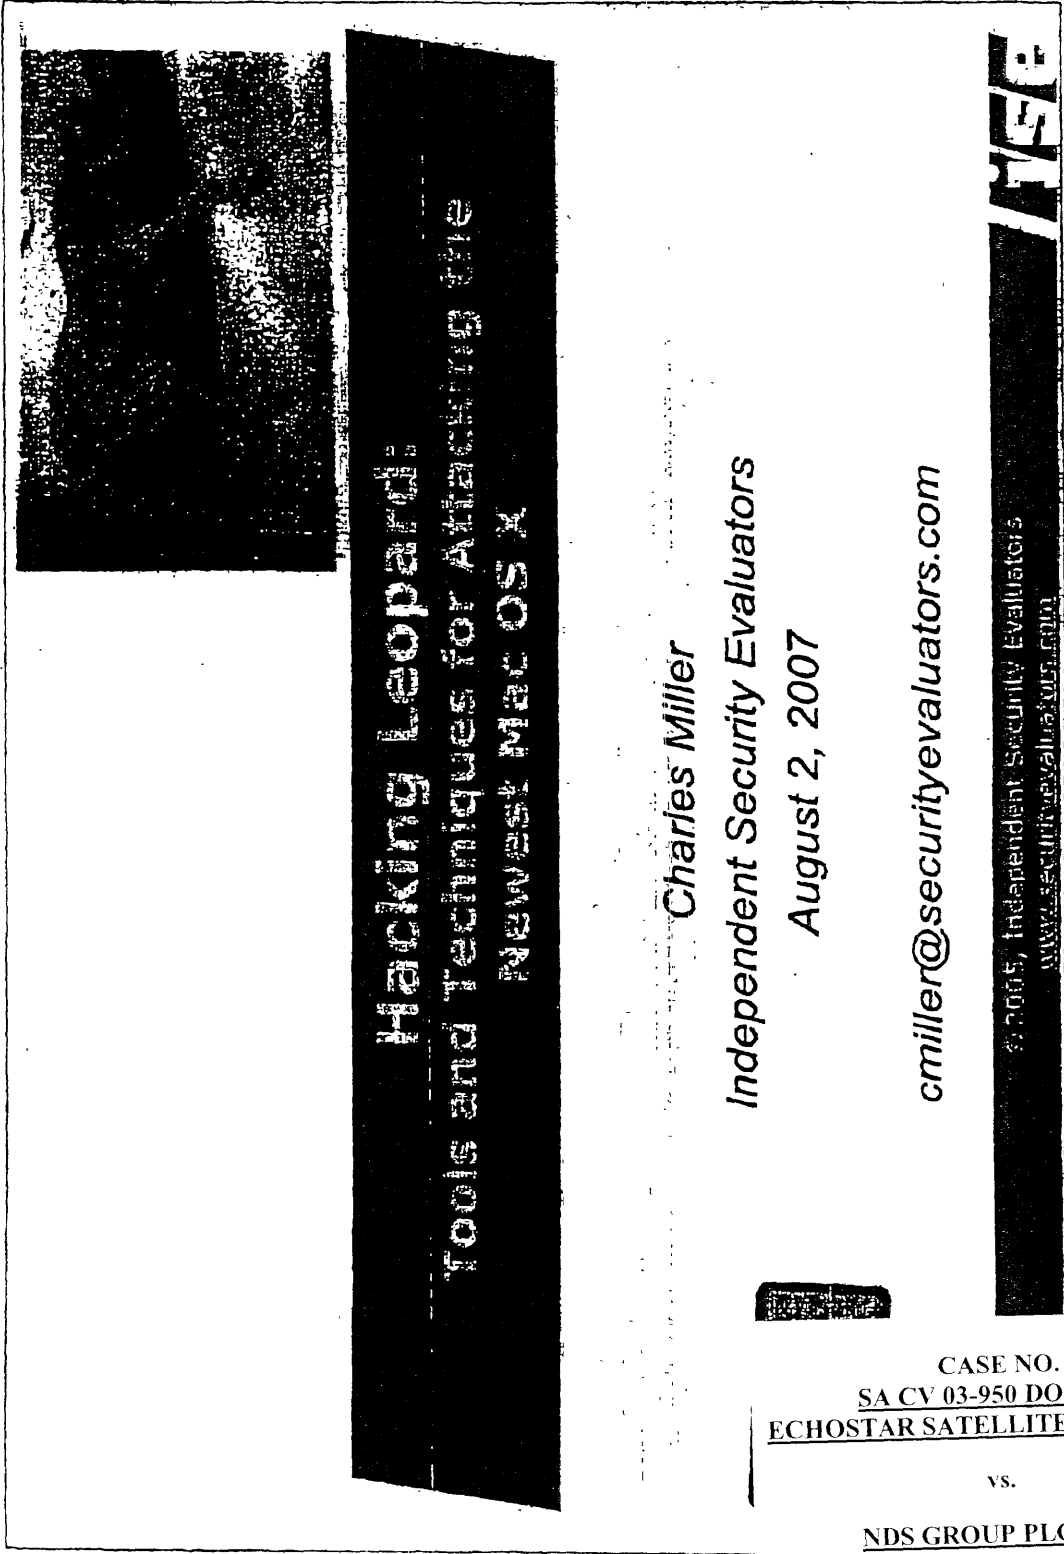 Hacking Leopard:
Tools and Techniques for Attacking the
Newest Mac OS X
Charles Miller
Independent Security Evaluators
August 2, 2007
cmiller@securityevaluators.com
© 2005, Independent Security Evaluators
www.securityevaluators.com
ise
CASE NO.
SA CV 03-950 DO
ECHOSTAR SATELLITE
vs.
NDS GROUP PLC